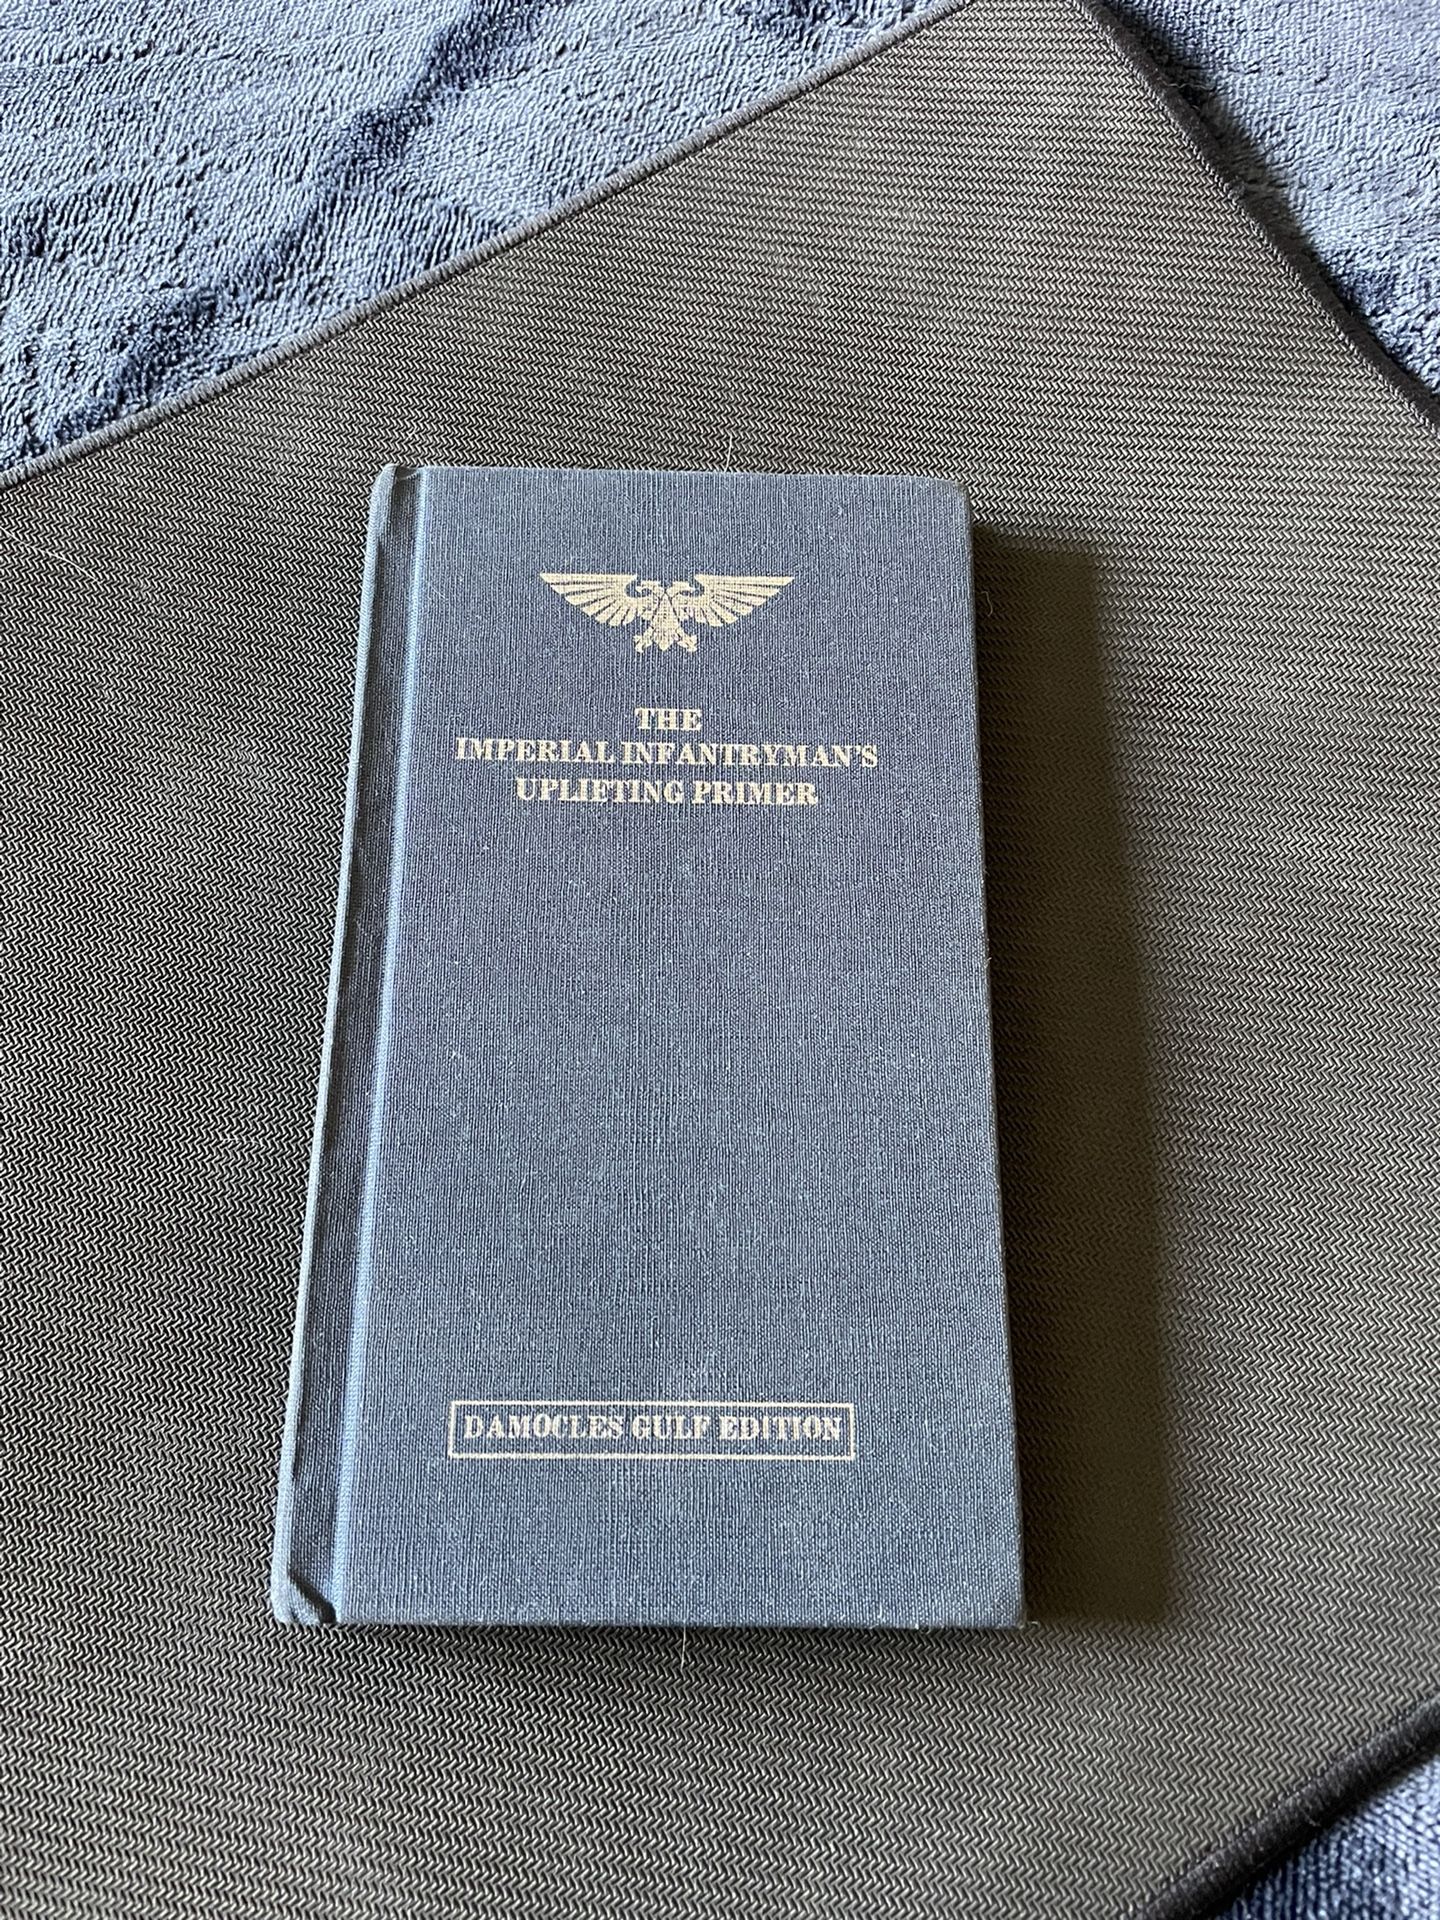 THE
IMPERIAL INFANTRYMAN'S
UPLIFTING PRIMER
DAMOCLES GULF EDITION